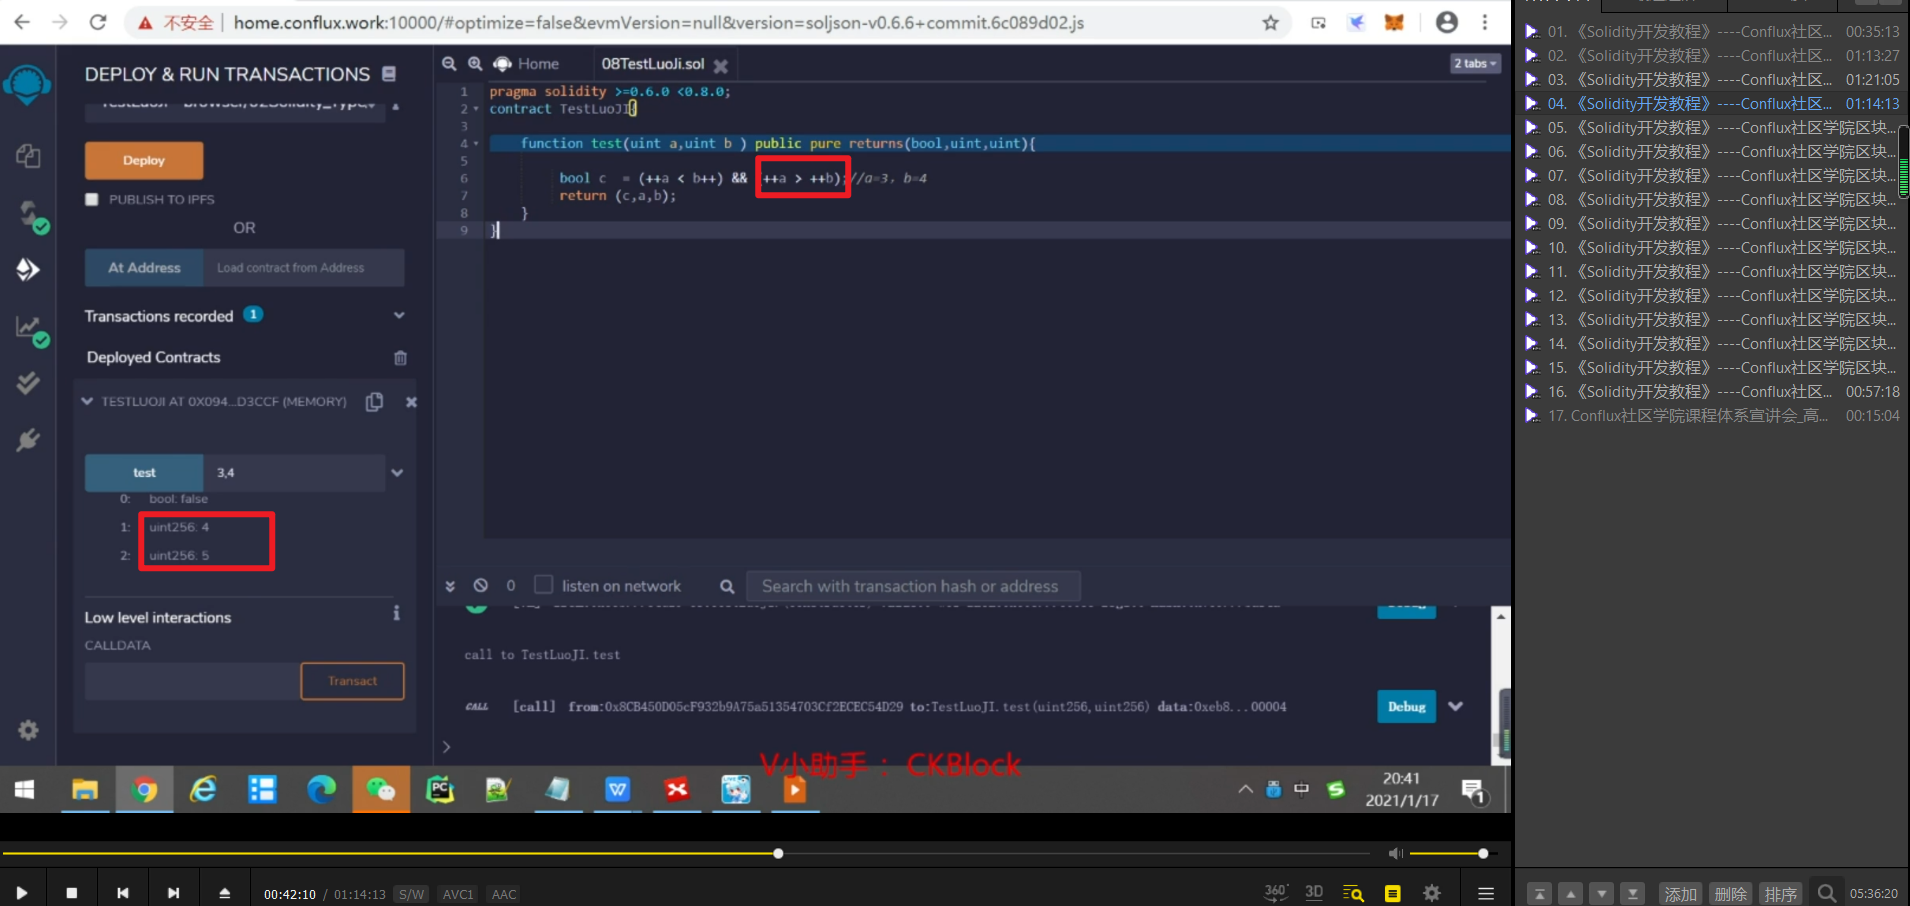 不安全 home.conflux.work:10000/#optimize=false&evmVersion=null&version=soljson-v0.6.6+commit.6c089d02.js
DEPLOY & RUN TRANSACTIONS
Deploy
PUBLISH TO IPFS
OR
At Address Load contract from Address
Transactions recorded 1
Deployed Contracts
TESTLUOJI AT 0X094...D3CCF (MEMORY)
test 3,4
0: bool: false
1: uint256: 4
2: uint256: 5
Low level interactions
CALLDATA
Transact
Home 08TestLuoJi.sol 2 tabs
1 pragma solidity >=0.6.0 <0.8.0;
2 contract TestLuoJI{
3
4 function test(uint a,uint b ) public pure returns(bool,uint,uint){
5
6 bool c = (++a < b++) && (++a > ++b);//a=3, b=4
7 return (c,a,b);
8 }
9 }
0 listen on network Search with transaction hash or address
call to TestLuoJI.test
CALL [call] from:0x8CB450D05cF932b9A75a51354703Cf2ECEC54D29 to:TestLuoJI.test(uint256,uint256) data:0xeb8...00004 Debug
>
V小助手： CKBlock
中 20:41
2021/1/17 1
00:42:10 / 01:14:13 S/W AVC1 AAC
360° 3D
01. 《Solidity开发教程》----Conflux社区... 00:35:13
02. 《Solidity开发教程》----Conflux社区... 01:13:27
03. 《Solidity开发教程》----Conflux社区... 01:21:05
04. 《Solidity开发教程》----Conflux社区... 01:14:13
05. 《Solidity开发教程》----Conflux社区学院区块...
06. 《Solidity开发教程》----Conflux社区学院区块...
07. 《Solidity开发教程》----Conflux社区学院区块...
08. 《Solidity开发教程》----Conflux社区学院区块...
09. 《Solidity开发教程》----Conflux社区学院区块...
10. 《Solidity开发教程》----Conflux社区学院区块...
11. 《Solidity开发教程》----Conflux社区学院区块...
12. 《Solidity开发教程》----Conflux社区学院区块...
13. 《Solidity开发教程》----Conflux社区学院区块...
14. 《Solidity开发教程》----Conflux社区学院区块...
15. 《Solidity开发教程》----Conflux社区学院区块...
16. 《Solidity开发教程》----Conflux社区... 00:57:18
17. Conflux社区学院课程体系宣讲会_高... 00:15:04
添加 删除 排序 05:36:20